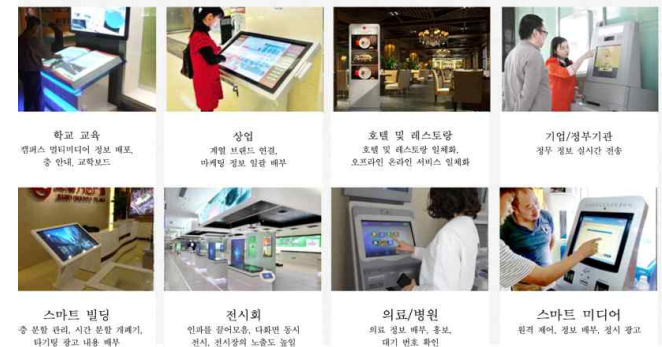 학교 교육
캠퍼스 멀티미디어 정보 배포,
층 안내, 교학보드
상업
계열 브랜드 연결,
마케팅 정보 일괄 배부
호텔 및 레스토랑
호텔 및 레스토랑 일체화,
오프라인 온라인 서비스 일체화
기업/정부기관
정무 정보 실시간 전송
스마트 빌딩
층 분할 관리, 시간 분할 개폐기,
타기팅 광고 내용 배부
전시회
인파를 끌어모음, 다화면 동시
전시, 전시장의 노출도 높임
의료/병원
의료 정보 배부, 홍보,
대기 번호 확인
스마트 미디어
원격 제어, 정보 배부, 정시 광고